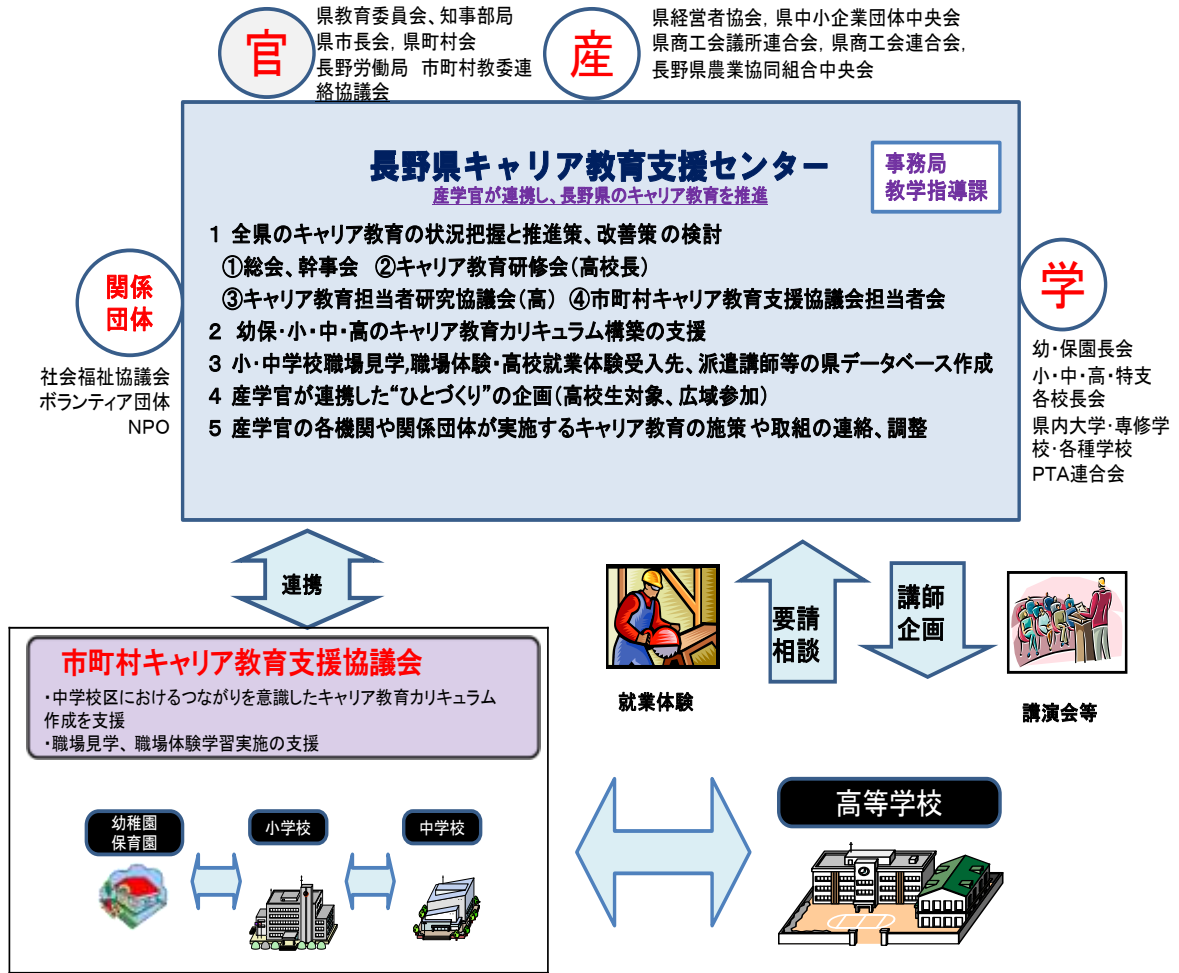 官
県教育委員会、知事部局
県市長会, 県町村会
長野労働局 市町村教委連
絡協議会
産
県経営者協会, 県中小企業団体中央会
県商工会議所連合会, 県商工会連合会,
長野県農業協同組合中央会
長野県キャリア教育支援センター
産学官が連携し、長野県のキャリア教育を推進
事務局
教学指導課
1 全県のキャリア教育の状況把握と推進策、改善策の検討
①総会、幹事会 ②キャリア教育研修会(高校長)
③キャリア教育担当者研究協議会(高) ④市町村キャリア教育支援協議会担当者会
2 幼保・小・中・高のキャリア教育カリキュラム構築の支援
3 小・中学校職場見学,職場体験・高校就業体験受入先、派遣講師等の県データベース作成
4 産学官が連携した“ひとづくり”の企画(高校生対象、広域参加)
5 産学官の各機関や関係団体が実施するキャリア教育の施策や取組の連絡、調整
関係
団体
社会福祉協議会
ボランティア団体
NPO
学
幼・保園長会
小・中・高・特支
各校長会
県内大学・専修学
校・各種学校
PTA連合会
連携
要請
相談
講師
企画
就業体験
講演会等
市町村キャリア教育支援協議会
・中学校区におけるつながりを意識したキャリア教育カリキュラム
作成を支援
・職場見学、職場体験学習実施の支援
幼稚園
保育園
小学校
中学校
高等学校